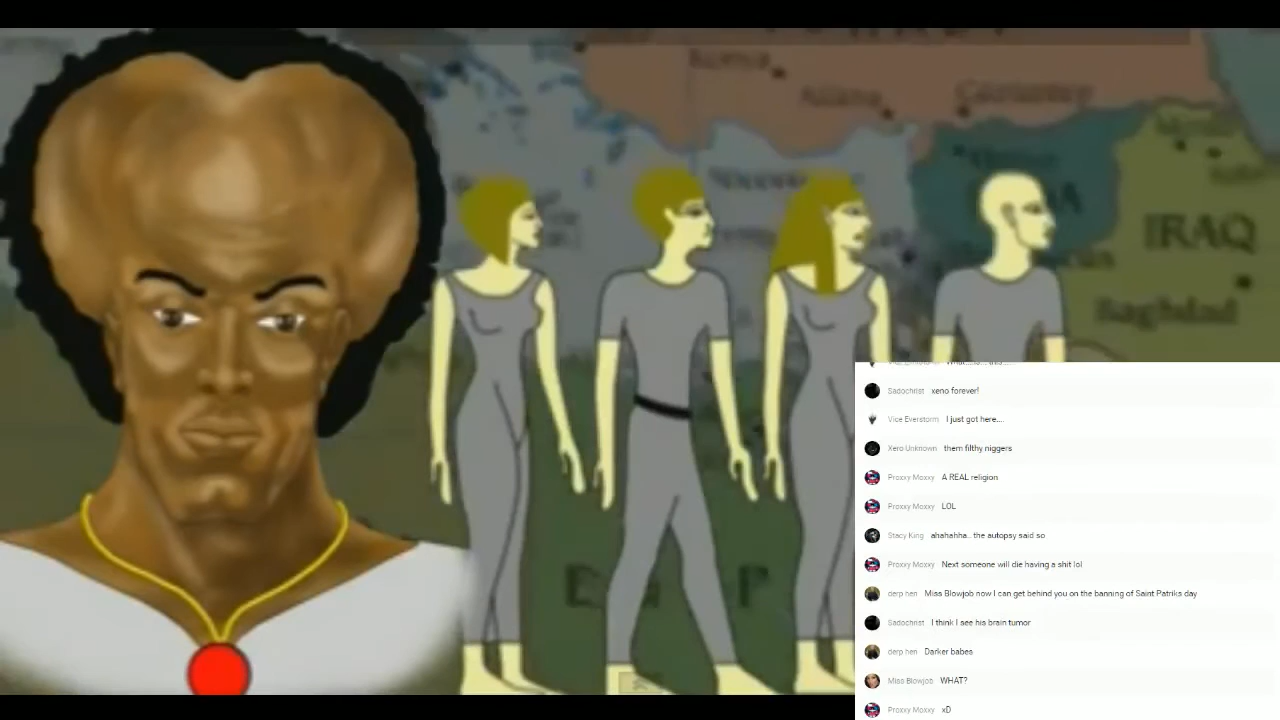 Konya
Adana
Gaziantep
IRAQ
Baghdad
E P
Sadochrist xeno forever!
Vice Everstorm I just got here....
Xero Unknown them filthy niggers
Proxxy Moxxy A REAL religion
Proxxy Moxxy LOL
Stacy King ahahahha.. the autopsy said so
Proxxy Moxxy Next someone will die having a shit lol
derp hen Miss Blowjob now I can get behind you on the banning of Saint Patriks day
Sadochrist I think I see his brain tumor
derp hen Darker babes
Miss Blowjob WHAT?
Proxxy Moxxy xD